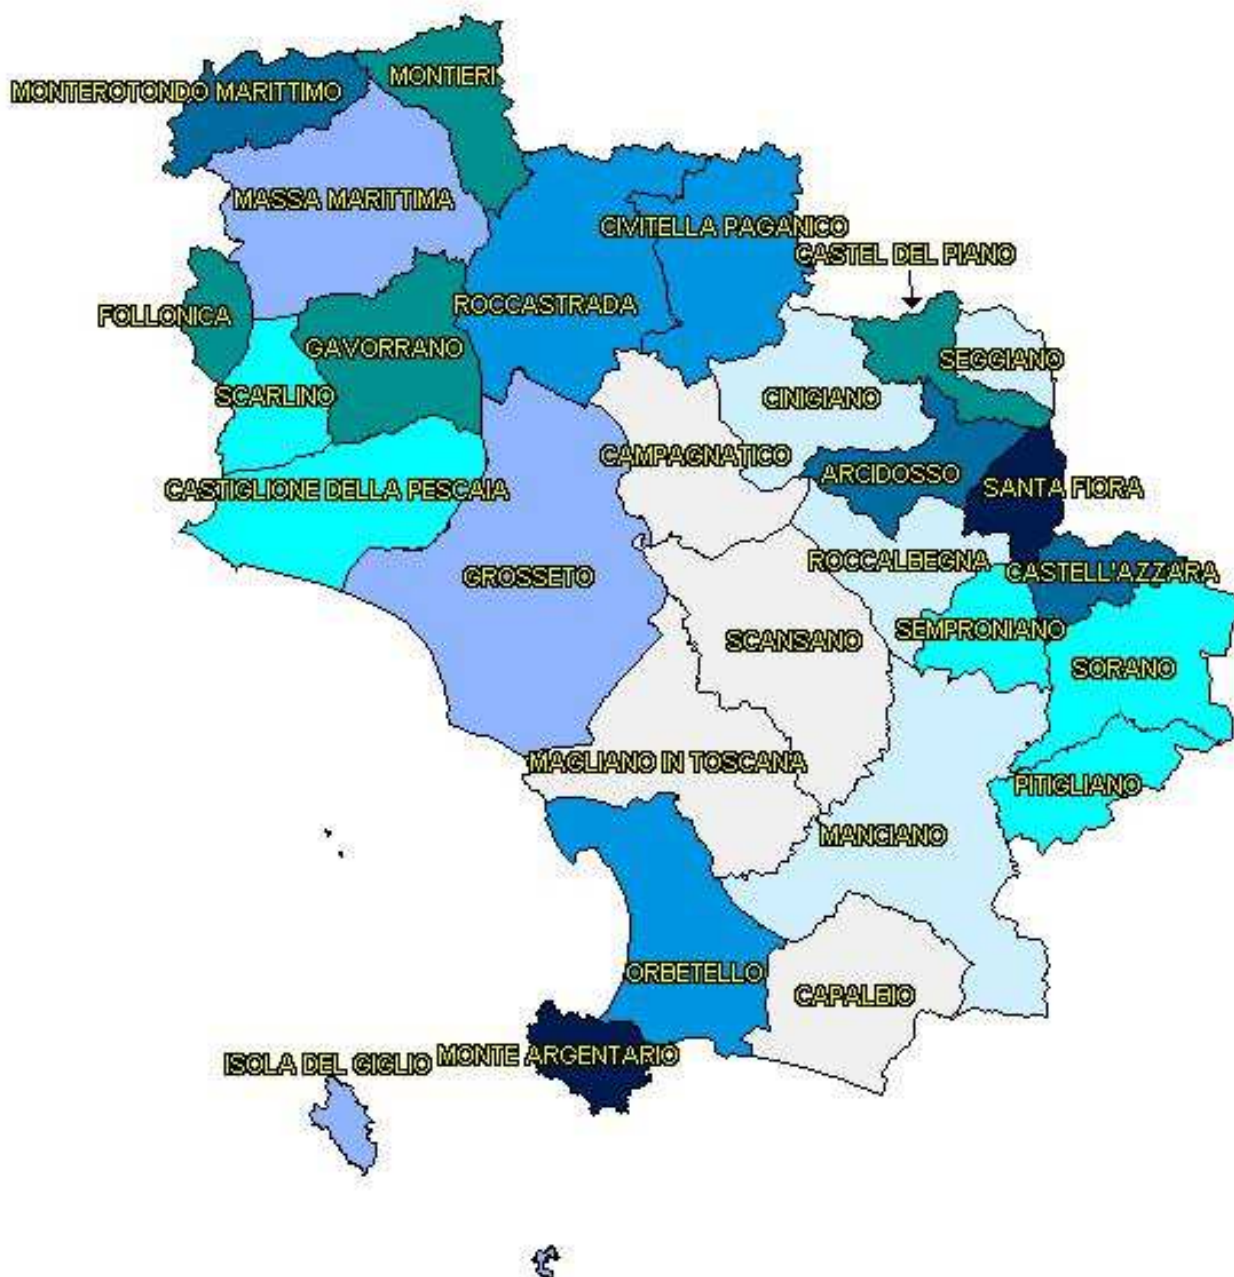 MONTIERI
MONTEROTONDO MARITTIMO
MASSA MARITTIMA
CIVITELLA PAGANICO
CASTEL DEL PIANO
FOLLONICA
ROCCASTRADA
GAVORRANO
SEGGIANO
SCARLINO
CINIGIANO
CAMPAGNATICO
ARCIDOSSO
CASTIGLIONE DELLA PESCAIA
SANTA FIORA
ROCCALBEGNA
GROSSETO
CASTELL'AZZARA
SEMPRONIANO
SCANSANO
SORANO
MAGLIANO IN TOSCANA
PITIGLIANO
MANCIANO
ORBETELLO
CAPALBIO
MONTE ARGENTARIO
ISOLA DEL GIGLIO